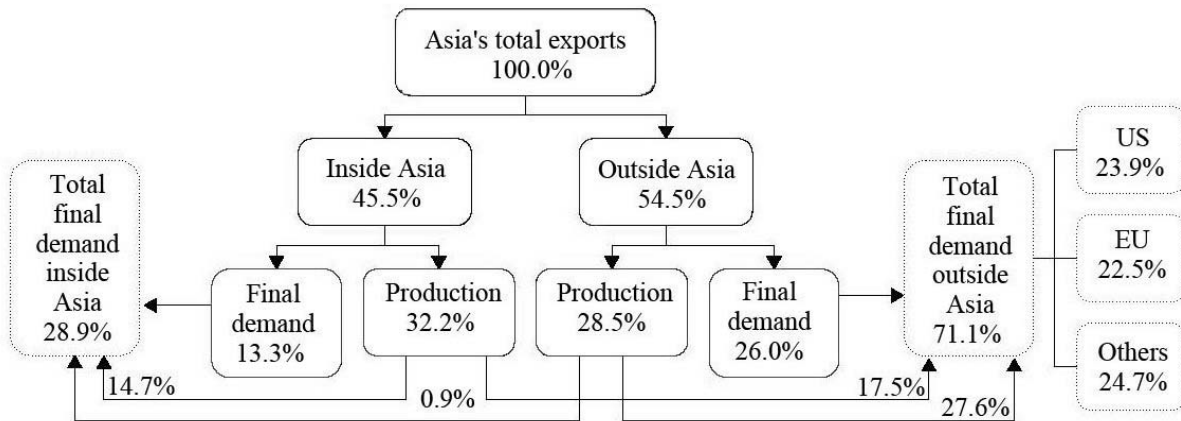 Asia's total exports
100.0%
Inside Asia
45.5%
Outside Asia
54.5%
Total
final
demand
inside
Asia
28.9%
Final
demand
13.3%
Production
32.2%
Production
28.5%
Final
demand
26.0%
Total
final
demand
outside
Asia
71.1%
US
23.9%
EU
22.5%
Others
24.7%
14.7%
0.9%
17.5%
27.6%